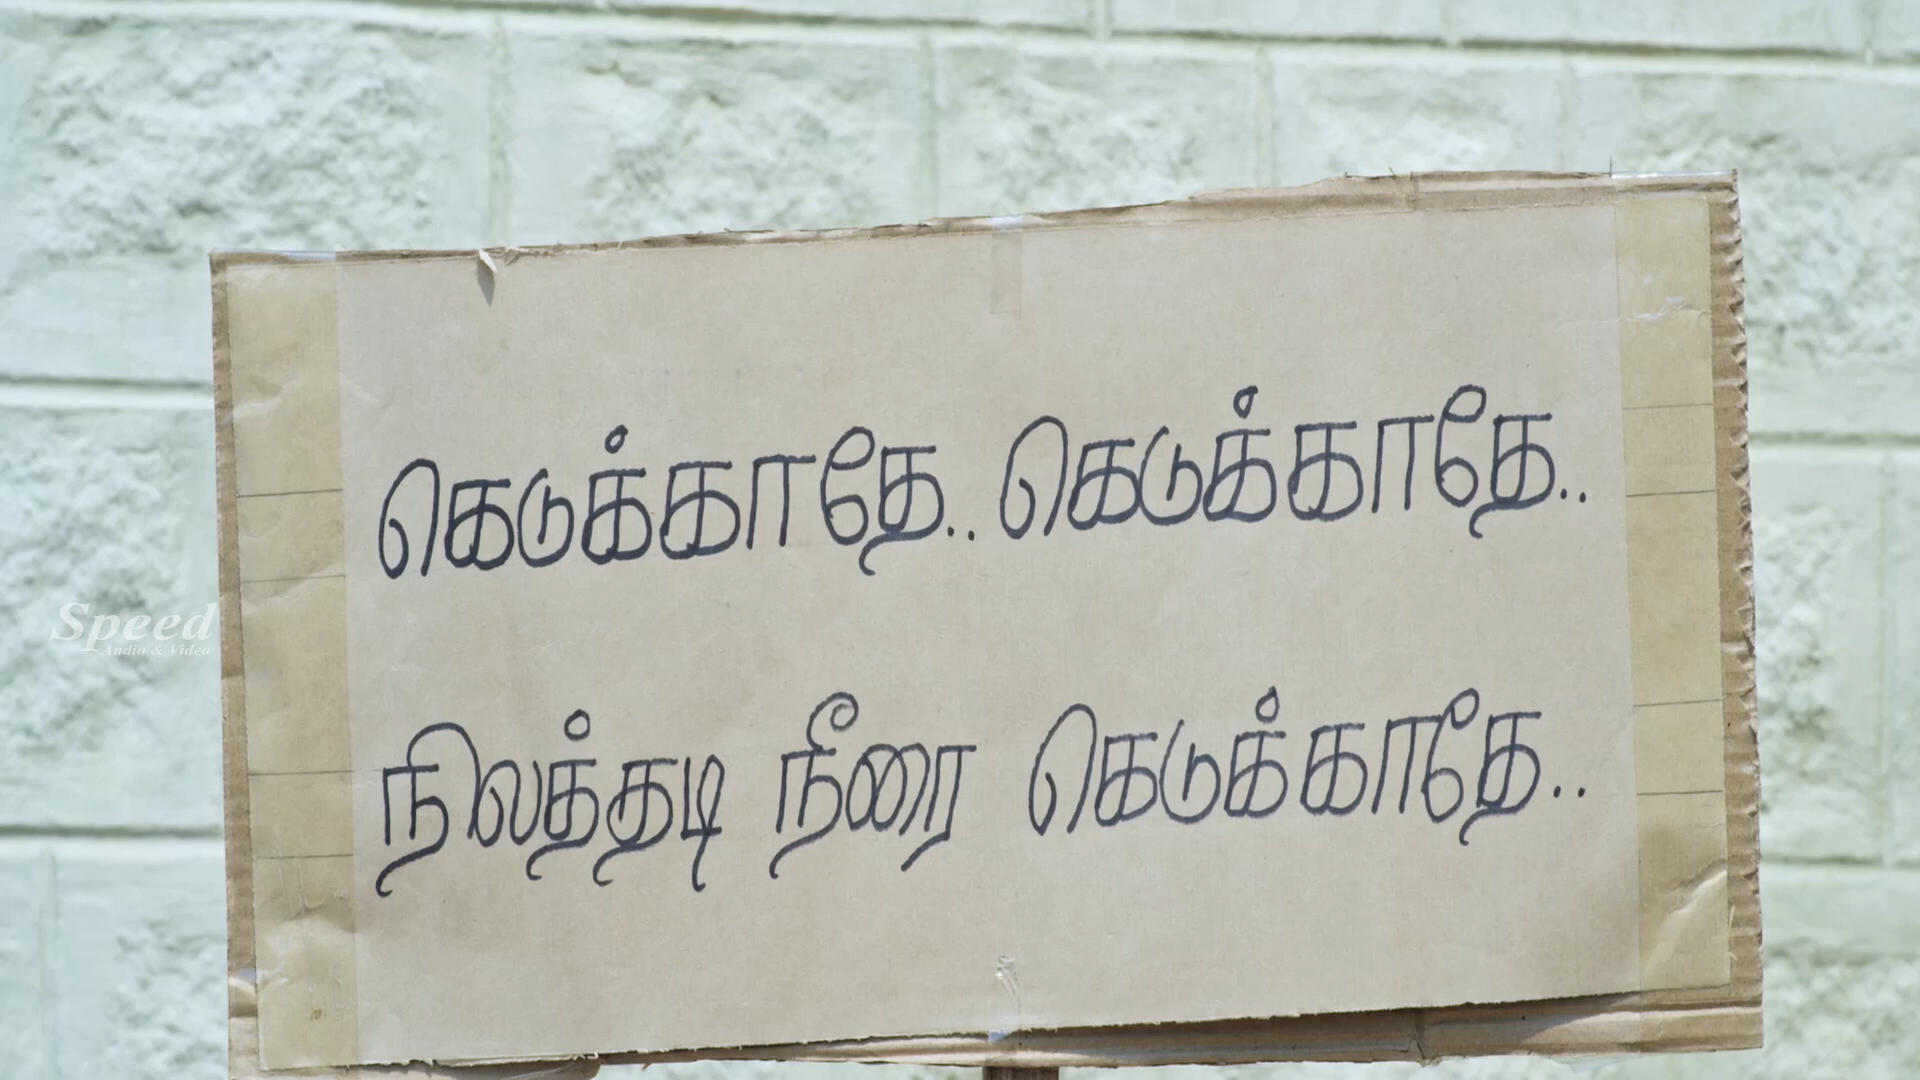 கெடுக்காதே.. கெடுக்காதே..
நிலத்தடி நீரை கெடுக்காதே..
Speed
Audio & Video